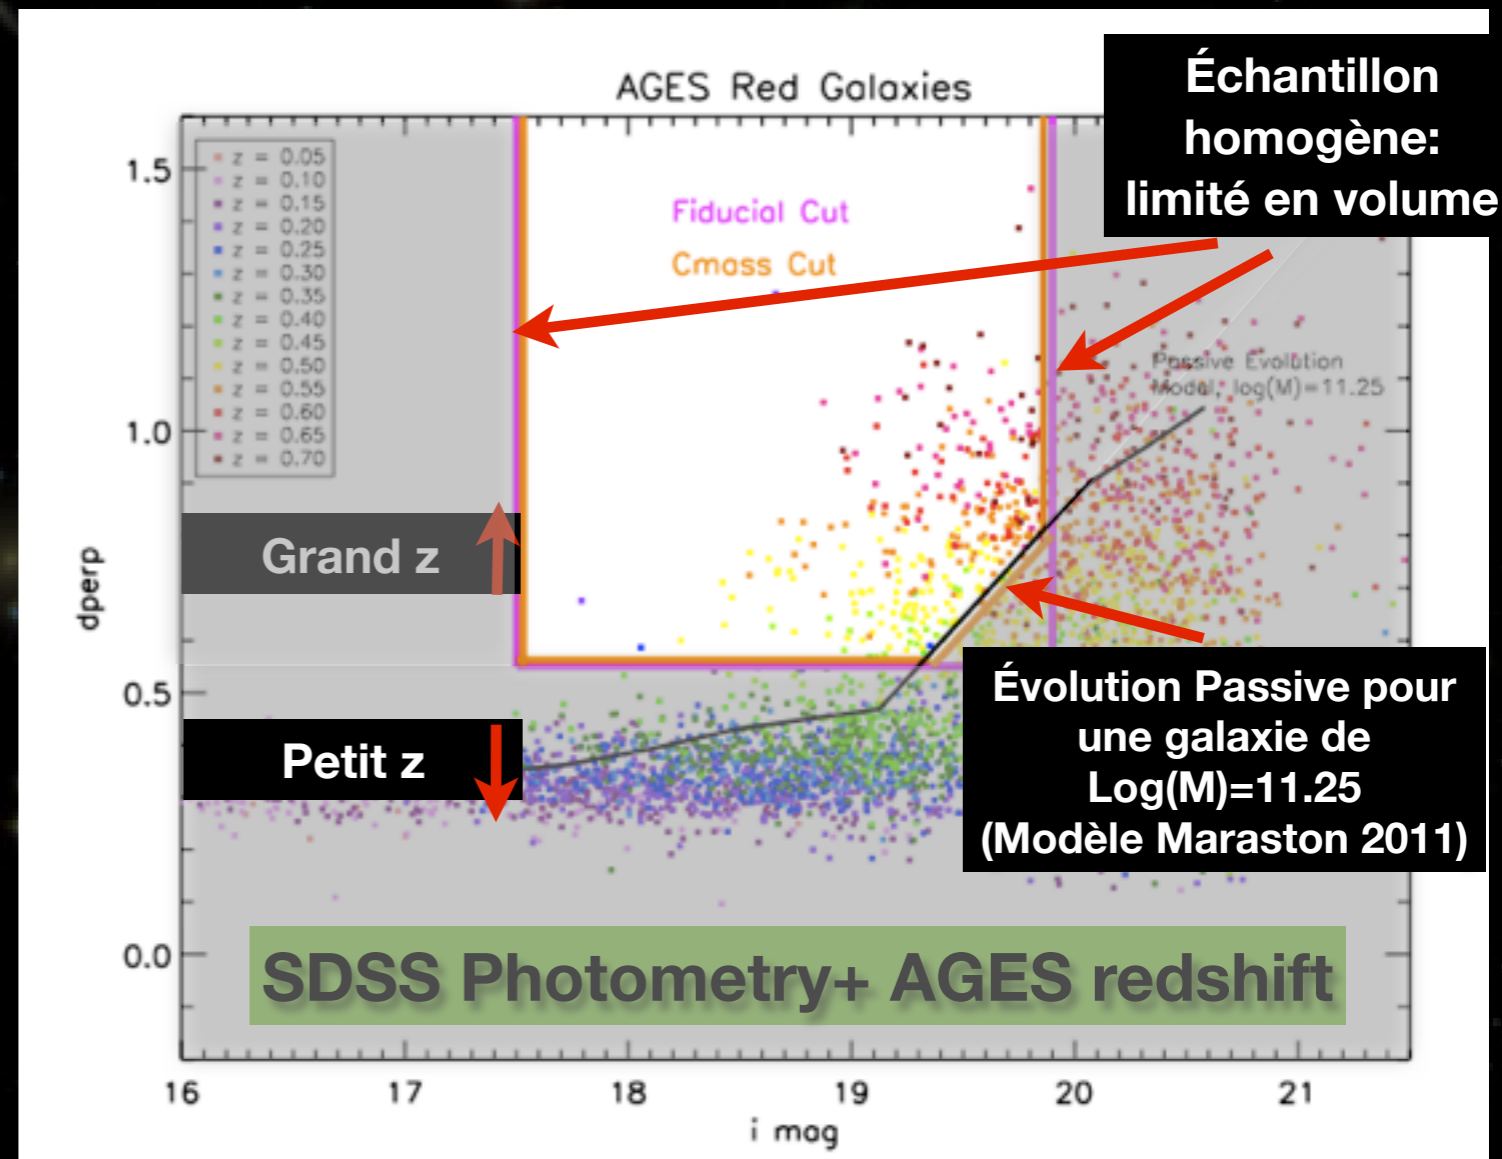 AGES Red Galaxies
Échantillon
homogène:
limité en volume
z = 0.05
z = 0.10
z = 0.15
z = 0.20
z = 0.25
z = 0.30
z = 0.35
z = 0.40
z = 0.45
z = 0.50
z = 0.55
z = 0.60
z = 0.65
z = 0.70
Fiducial Cut
Cmass Cut
Passive Evolution
Model, log(M)=11.25
Grand z
Petit z
Évolution Passive pour
une galaxie de
Log(M)=11.25
(Modèle Maraston 2011)
SDSS Photometry+ AGES redshift
dperp
1.5
1.0
0.5
0.0
16 17 18 19 20 21
i mag